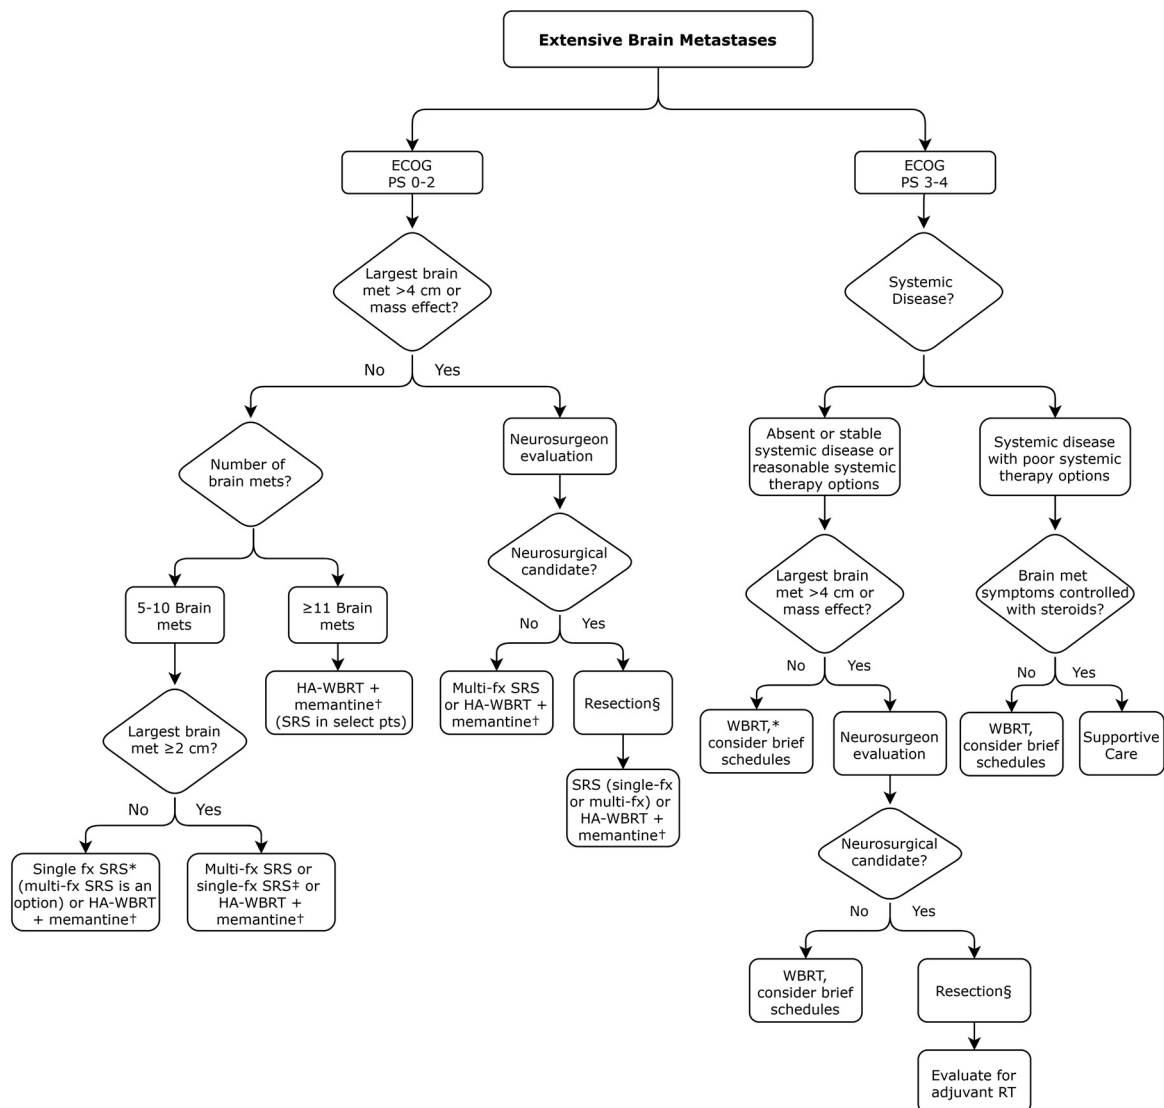 Extensive Brain Metastases
ECOG
PS 0-2
ECOG
PS 3-4
Largest brain
met >4 cm or
mass effect?
Systemic
Disease?
No
Yes
Number of
brain mets?
Neurosurgeon
evaluation
Absent or stable
systemic disease or
reasonable systemic
therapy options
Systemic disease
with poor systemic
therapy options
5-10 Brain
mets
≥11 Brain
mets
Neurosurgical
candidate?
Largest brain
met >4 cm or
mass effect?
Brain met
symptoms controlled
with steroids?
No
Yes
No
Yes
No
Yes
HA-WBRT +
memantine†
(SRS in select pts)
Multi-fx SRS
or HA-WBRT +
memantine†
Resection§
WBRT,*
consider brief
schedules
Neurosurgeon
evaluation
WBRT,
consider brief
schedules
Supportive
Care
Largest brain
met ≥2 cm?
SRS (single-fx
or multi-fx) or
HA-WBRT +
memantine†
No
Yes
Neurosurgical
candidate?
Single fx SRS*
(multi-fx SRS is an
option) or HA-WBRT
+ memantine†
Multi-fx SRS or
single-fx SRS‡ or
HA-WBRT +
memantine†
No
Yes
WBRT,
consider brief
schedules
Resection§
Evaluate for
adjuvant RT